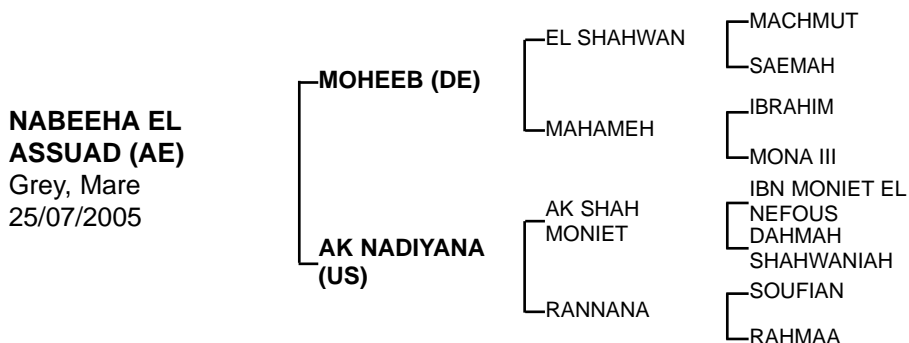 NABEEHA EL
ASSUAD (AE)
Grey, Mare
25/07/2005
MOHEEB (DE)
AK NADIYANA
(US)
EL SHAHWAN
MAHAMEH
AK SHAH
MONIET
RANNANA
MACHMUT
SAEMAH
IBRAHIM
MONA III
IBN MONIET EL
NEFOUS
DAHMAH
SHAHWANIAH
SOUFIAN
RAHMAA